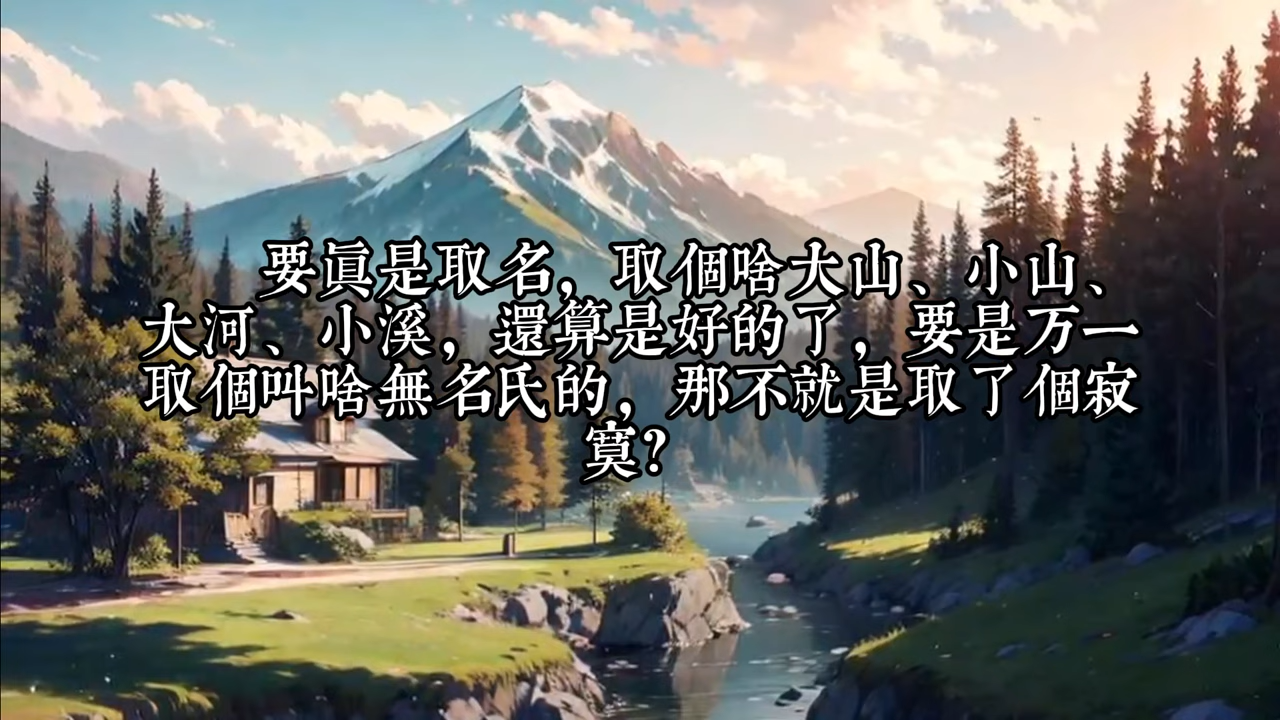 要眞是取名，取個啥大山、小山、
大河、小溪，還算是好的了，要是万一
取個叫啥無名氏的，那不就是取了個寂
寞？